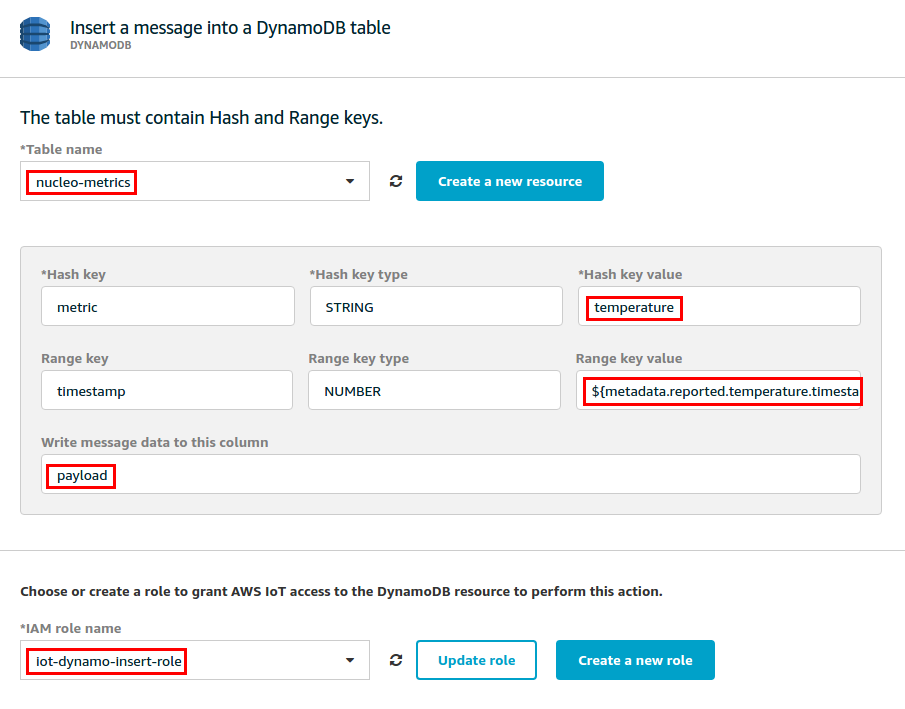 Insert a message into a DynamoDB table
DYNAMODB
The table must contain Hash and Range keys.
*Table name
nucleo-metrics
Create a new resource
*Hash key *Hash key type *Hash key value
metric STRING temperature
Range key Range key type Range key value
timestamp NUMBER ${metadata.reported.temperature.timesta
Write message data to this column
payload
Choose or create a role to grant AWS IoT access to the DynamoDB resource to perform this action.
*IAM role name
iot-dynamo-insert-role Update role Create a new role